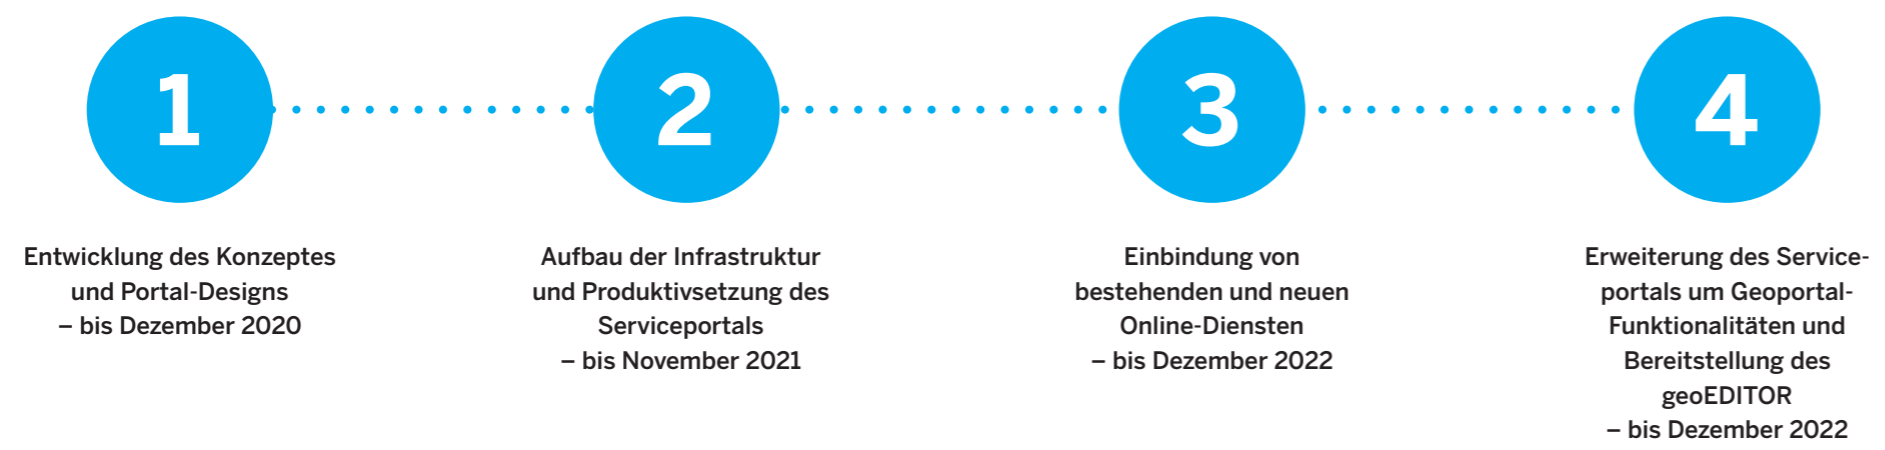 1
Entwicklung des Konzeptes
und Portal-Designs
– bis Dezember 2020
2
Aufbau der Infrastruktur
und Produktivsetzung des
Serviceportals
– bis November 2021
3
Einbindung von
bestehenden und neuen
Online-Diensten
– bis Dezember 2022
4
Erweiterung des Service-
portals um Geoportal-
Funktionalitäten und
Bereitstellung des
geoEDITOR
– bis Dezember 2022